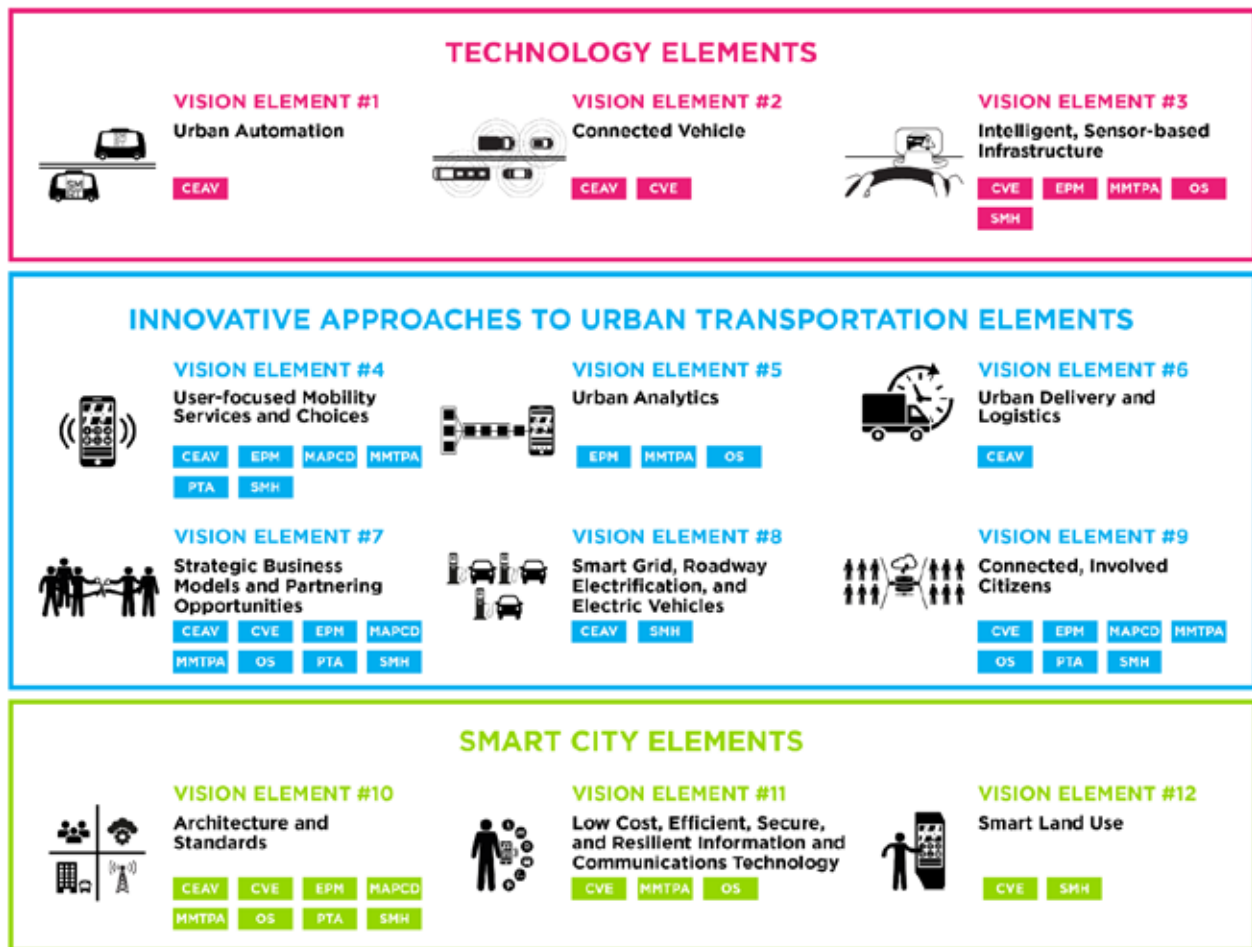 TECHNOLOGY ELEMENTS
VISION ELEMENT #1
Urban Automation
CEAV
VISION ELEMENT #2
Connected Vehicle
CEAV CVE
VISION ELEMENT #3
Intelligent, Sensor-based
Infrastructure
CVE EPM MMTPA OS
SMH
INNOVATIVE APPROACHES TO URBAN TRANSPORTATION ELEMENTS
VISION ELEMENT #4
User-focused Mobility
Services and Choices
CEAV EPM MAPCD MMTPA
PTA SMH
VISION ELEMENT #5
Urban Analytics
EPM MMTPA OS
VISION ELEMENT #6
Urban Delivery and
Logistics
CEAV
VISION ELEMENT #7
Strategic Business
Models and Partnering
Opportunities
CEAV CVE EPM MAPCD
MMTPA OS PTA SMH
VISION ELEMENT #8
Smart Grid, Roadway
Electrification, and
Electric Vehicles
CEAV SMH
VISION ELEMENT #9
Connected, Involved
Citizens
CVE EPM MAPCD MMTPA
OS PTA SMH
SMART CITY ELEMENTS
VISION ELEMENT #10
Architecture and
Standards
CEAV CVE EPM MAPCD
MMTPA OS PTA SMH
VISION ELEMENT #11
Low Cost, Efficient, Secure,
and Resilient Information and
Communications Technology
CVE MMTPA OS
VISION ELEMENT #12
Smart Land Use
CVE SMH